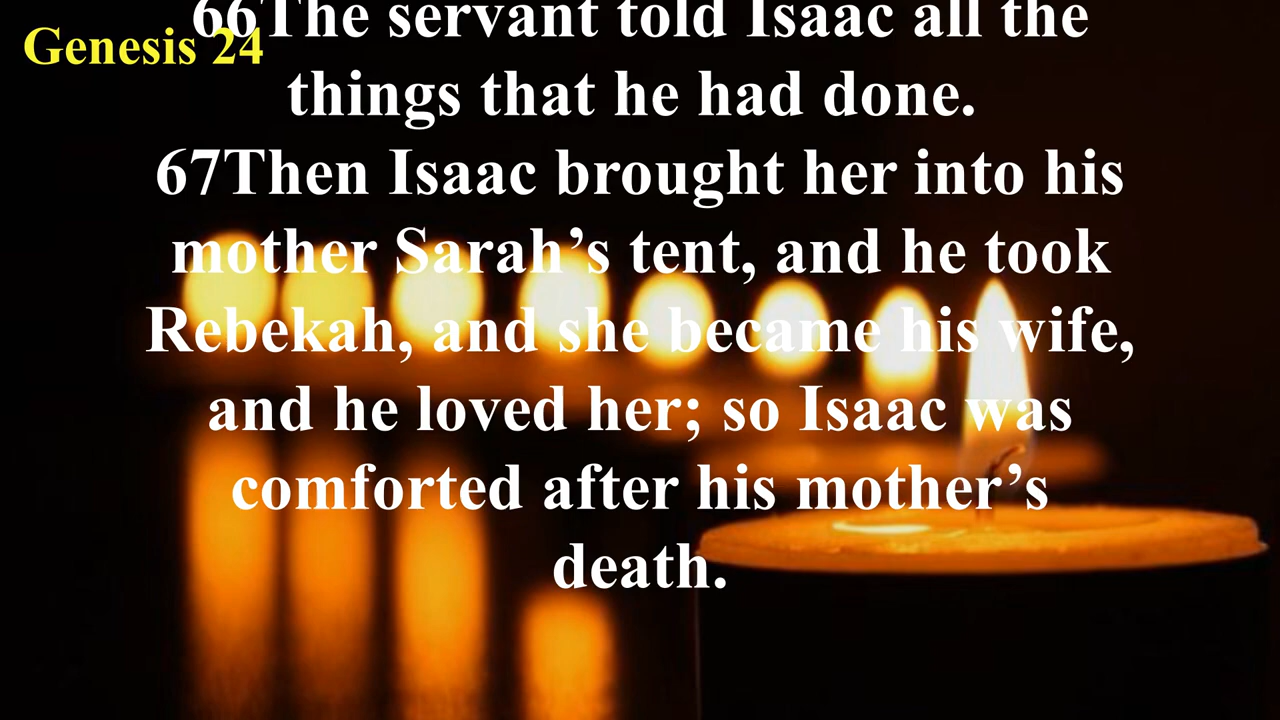 Genesis 24
66The servant told Isaac all the
things that he had done.
67Then Isaac brought her into his
mother Sarah’s tent, and he took
Rebekah, and she became his wife,
and he loved her; so Isaac was
comforted after his mother’s
death.